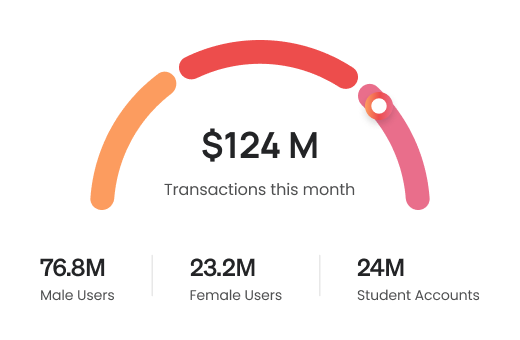 $124 M
Transactions this month
76.8M
Male Users
23.2M
Female Users
24M
Student Accounts